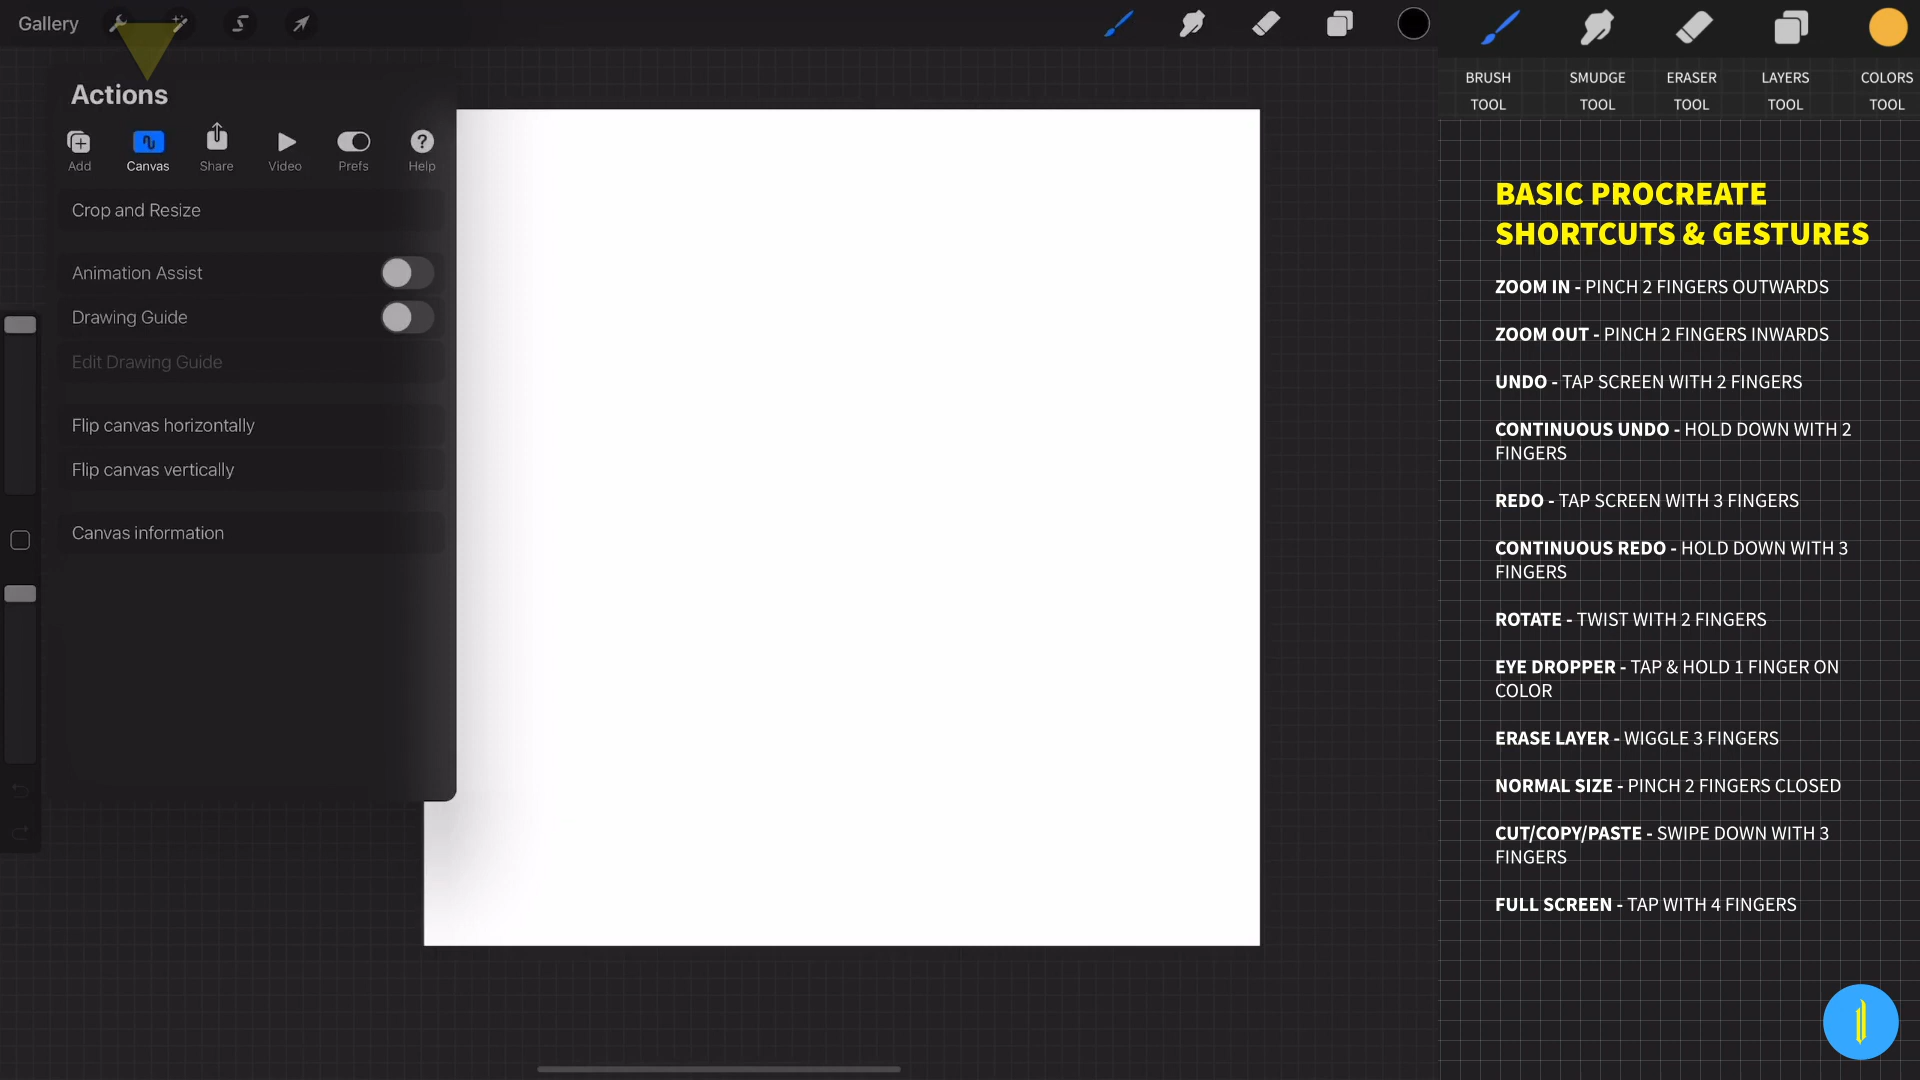 Gallery
Actions
Add
Canvas
Share
Video
Prefs
Help
Crop and Resize
Animation Assist
Drawing Guide
Edit Drawing Guide
Flip canvas horizontally
Flip canvas vertically
Canvas information
BRUSH
TOOL
SMUDGE
TOOL
ERASER
TOOL
LAYERS
TOOL
COLORS
TOOL
BASIC PROCREATE
SHORTCUTS & GESTURES
ZOOM IN - PINCH 2 FINGERS OUTWARDS
ZOOM OUT - PINCH 2 FINGERS INWARDS
UNDO - TAP SCREEN WITH 2 FINGERS
CONTINUOUS UNDO - HOLD DOWN WITH 2
FINGERS
REDO - TAP SCREEN WITH 3 FINGERS
CONTINUOUS REDO - HOLD DOWN WITH 3
FINGERS
ROTATE - TWIST WITH 2 FINGERS
EYE DROPPER - TAP & HOLD 1 FINGER ON
COLOR
ERASE LAYER - WIGGLE 3 FINGERS
NORMAL SIZE - PINCH 2 FINGERS CLOSED
CUT/COPY/PASTE - SWIPE DOWN WITH 3
FINGERS
FULL SCREEN - TAP WITH 4 FINGERS